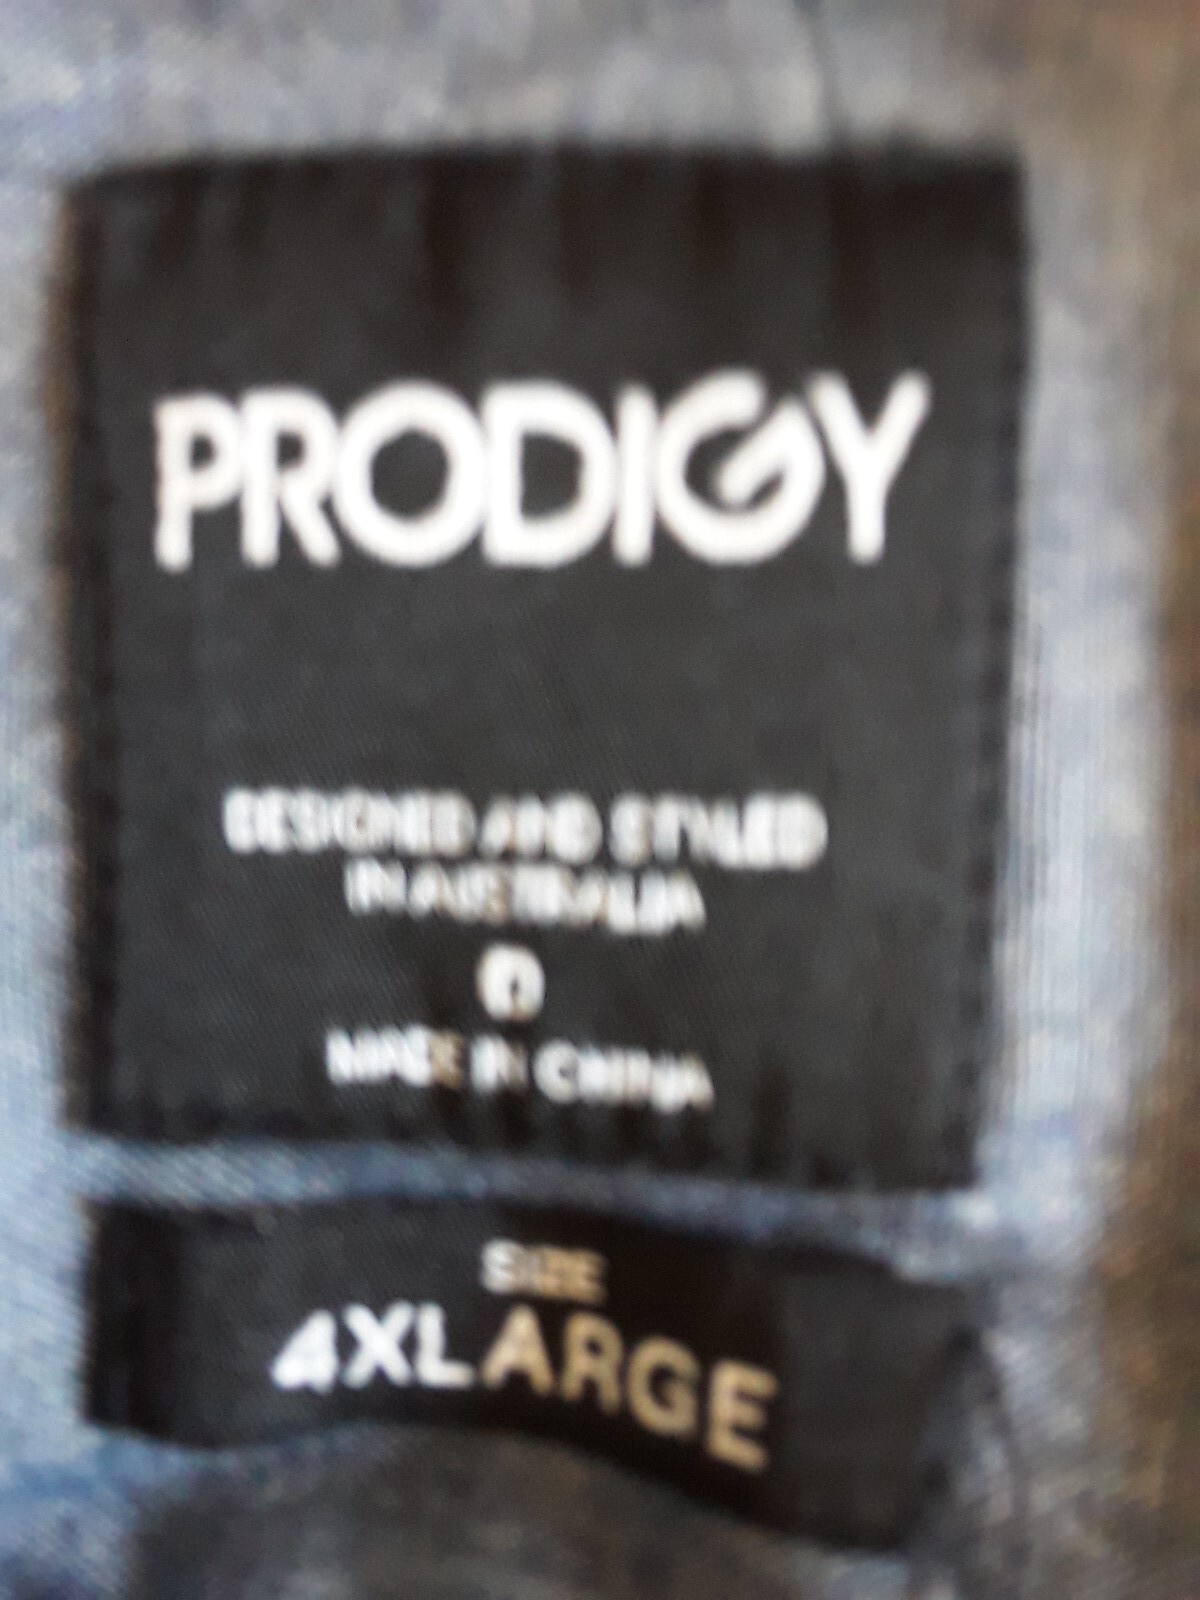 PRODIGY
DESIGNED AND STYLED
IN AUSTRALIA
MADE IN CHINA
SIZE
4XLARGE